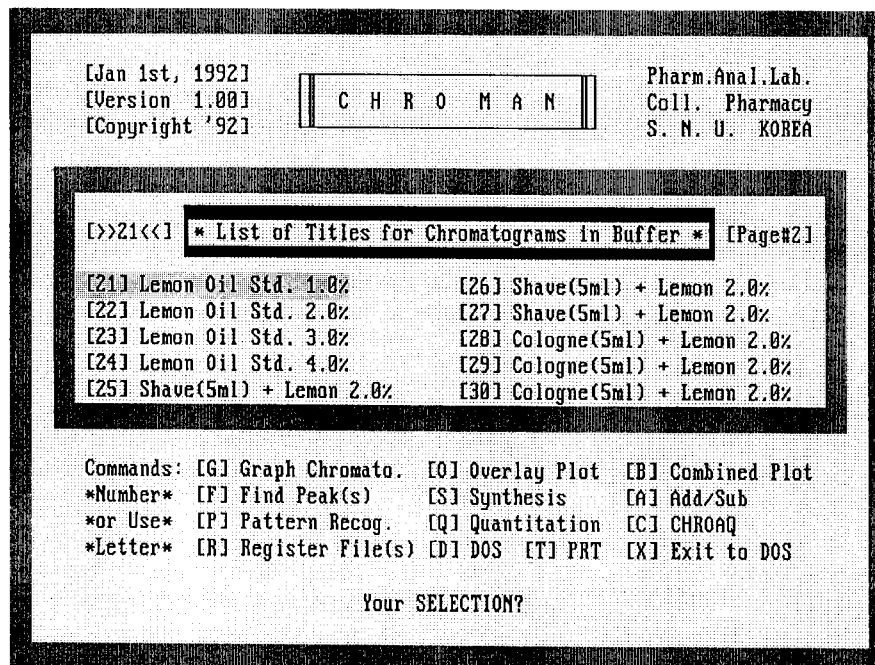 [Jan 1st, 1992]
[Version 1.00]
[Copyright '92]
C H R O M A N
Pharm.Anal.Lab.
Coll. Pharmacy
S. N. U. KOREA
[>>21<<] * List of Titles for Chromatograms in Buffer * [Page#2]
[21] Lemon Oil Std. 1.0% [26] Shave(5ml) + Lemon 2.0%
[22] Lemon Oil Std. 2.0% [27] Shave(5ml) + Lemon 2.0%
[23] Lemon Oil Std. 3.0% [28] Cologne(5ml) + Lemon 2.0%
[24] Lemon Oil Std. 4.0% [29] Cologne(5ml) + Lemon 2.0%
[25] Shave(5ml) + Lemon 2.0% [30] Cologne(5ml) + Lemon 2.0%
Commands: [G] Graph Chromato. [O] Overlay Plot [B] Combined Plot
*Number* [F] Find Peak(s) [S] Synthesis [A] Add/Sub
*or Use* [P] Pattern Recog. [Q] Quantitation [C] CHROAQ
*Letter* [R] Register File(s) [D] DOS [T] PRT [X] Exit to DOS
Your SELECTION?